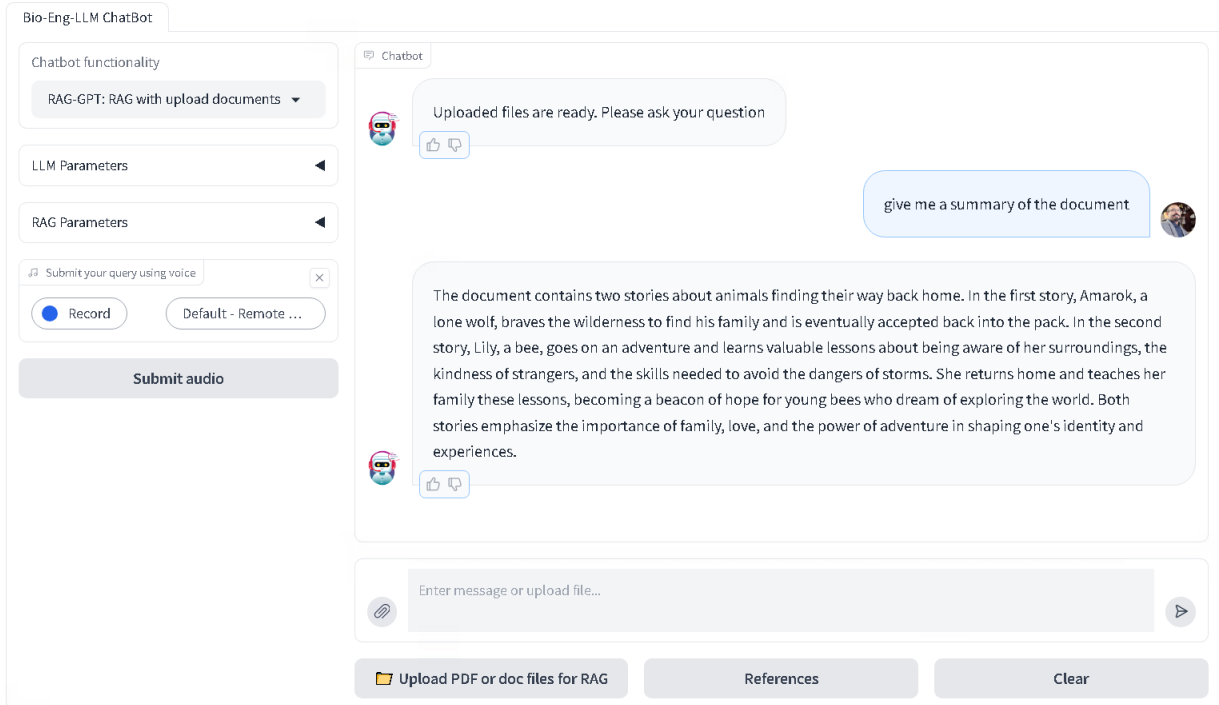 Bio-Eng-LLM ChatBot
Chatbot functionality
RAG-GPT: RAG with upload documents
LLM Parameters
RAG Parameters
Submit your query using voice
Record
Default - Remote ...
Submit audio
Chatbot
Uploaded files are ready. Please ask your question
give me a summary of the document
The document contains two stories about animals finding their way back home. In the first story, Amarok, a
lone wolf, braves the wilderness to find his family and is eventually accepted back into the pack. In the second
story, Lily, a bee, goes on an adventure and learns valuable lessons about being aware of her surroundings, the
kindness of strangers, and the skills needed to avoid the dangers of storms. She returns home and teaches her
family these lessons, becoming a beacon of hope for young bees who dream of exploring the world. Both
stories emphasize the importance of family, love, and the power of adventure in shaping one's identity and
experiences.
Enter message or upload file...
Upload PDF or doc files for RAG
References
Clear